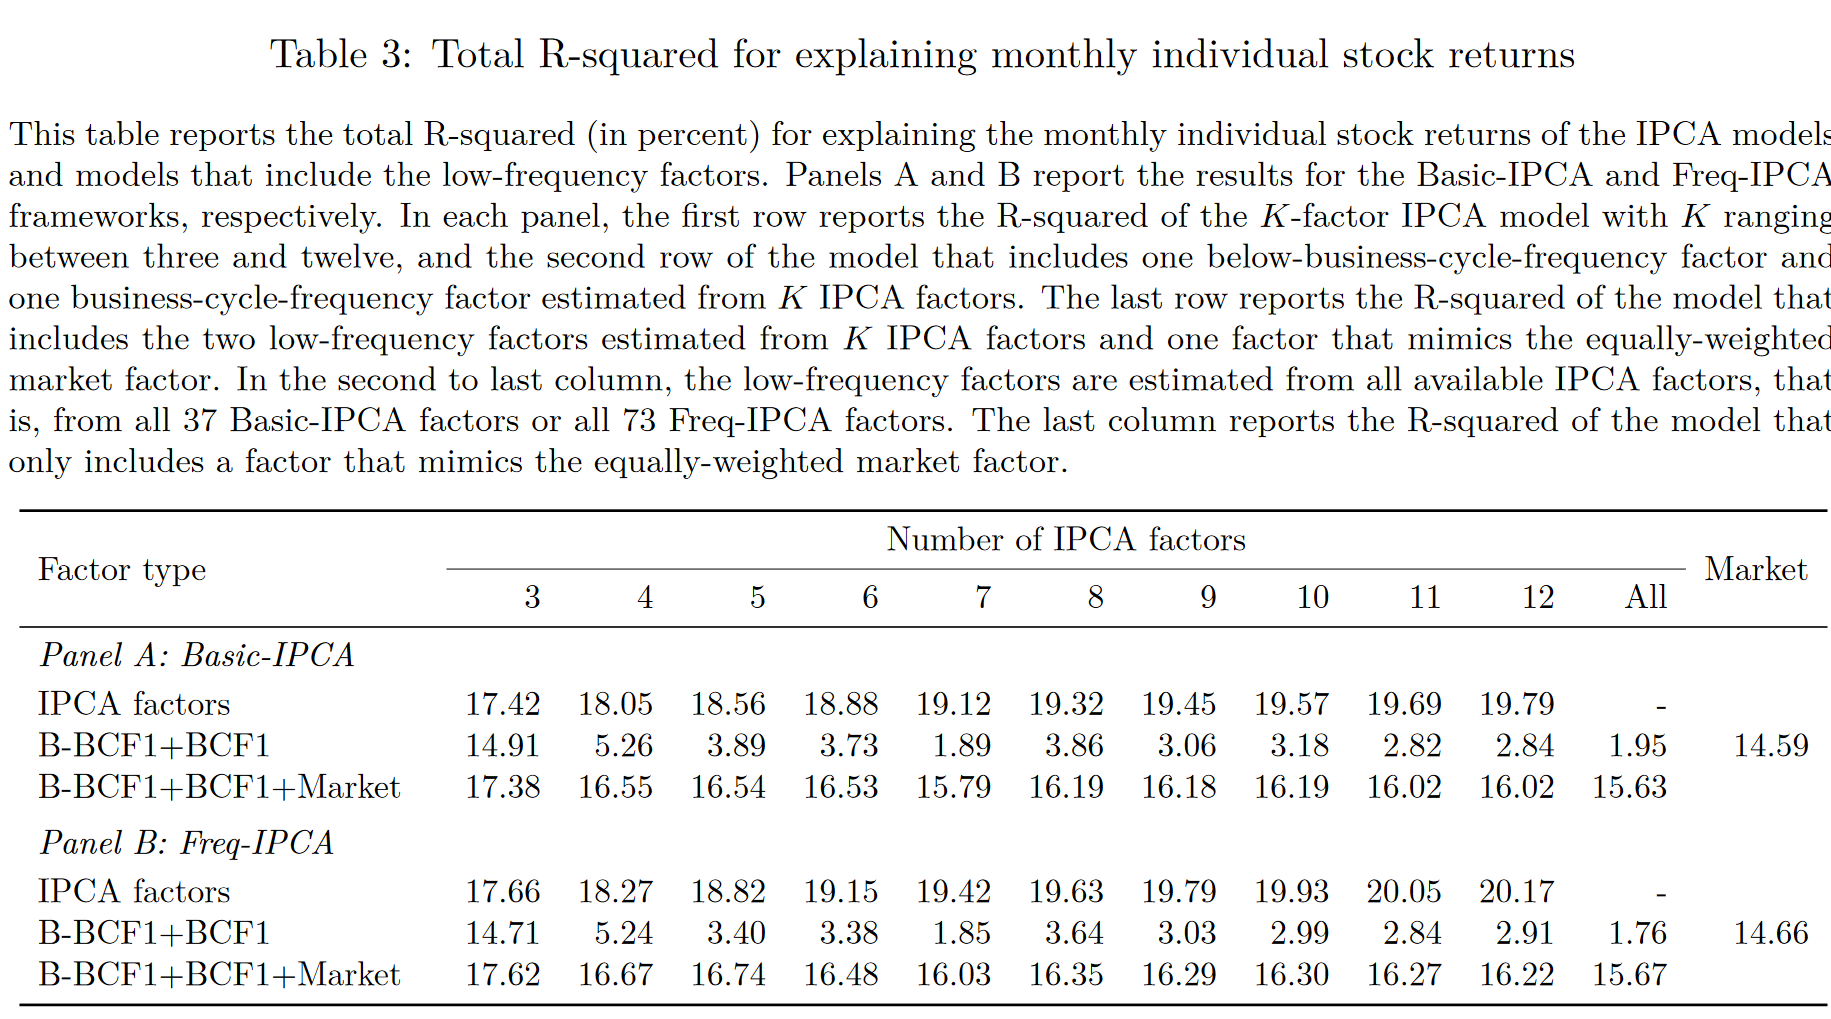 Table 3: Total R-squared for explaining monthly individual stock returns
This table reports the total R-squared (in percent) for explaining the monthly individual stock returns of the IPCA models
and models that include the low-frequency factors. Panels A and B report the results for the Basic-IPCA and Freq-IPCA
frameworks, respectively. In each panel, the first row reports the R-squared of the K-factor IPCA model with K ranging
between three and twelve, and the second row of the model that includes one below-business-cycle-frequency factor and
one business-cycle-frequency factor estimated from K IPCA factors. The last row reports the R-squared of the model that
includes the two low-frequency factors estimated from K IPCA factors and one factor that mimics the equally-weighted
market factor. In the second to last column, the low-frequency factors are estimated from all available IPCA factors, that
is, from all 37 Basic-IPCA factors or all 73 Freq-IPCA factors. The last column reports the R-squared of the model that
only includes a factor that mimics the equally-weighted market factor.
Number of IPCA factors
Factor type Market
3 4 5 6 7 8 9 10 11 12 All
Panel A: Basic-IPCA
IPCA factors 17.42 18.05 18.56 18.88 19.12 19.32 19.45 19.57 19.69 19.79 -
B-BCF1+BCF1 14.91 5.26 3.89 3.73 1.89 3.86 3.06 3.18 2.82 2.84 1.95 14.59
B-BCF1+BCF1+Market 17.38 16.55 16.54 16.53 15.79 16.19 16.18 16.19 16.02 16.02 15.63
Panel B: Freq-IPCA
IPCA factors 17.66 18.27 18.82 19.15 19.42 19.63 19.79 19.93 20.05 20.17 -
B-BCF1+BCF1 14.71 5.24 3.40 3.38 1.85 3.64 3.03 2.99 2.84 2.91 1.76 14.66
B-BCF1+BCF1+Market 17.62 16.67 16.74 16.48 16.03 16.35 16.29 16.30 16.27 16.22 15.67